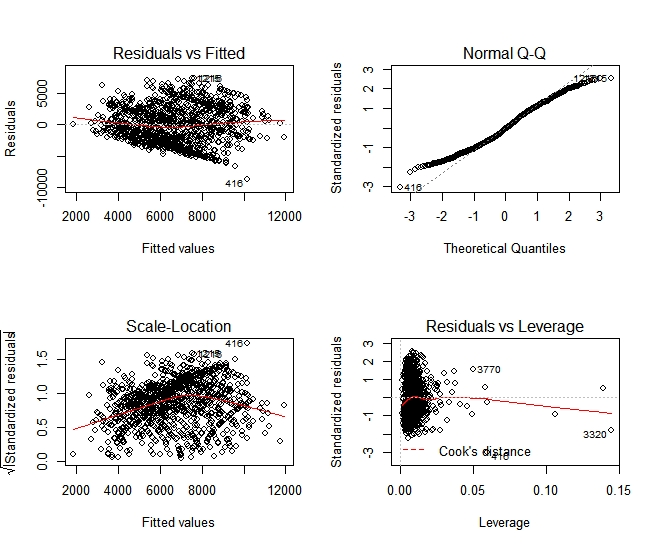 Residuals vs Fitted
Residuals
5000
0
-10000
416
2000 4000 6000 8000 12000
Fitted values
Normal Q-Q
Standardized residuals
3
2
1
-1
-3
416
-3 -2 -1 0 1 2 3
Theoretical Quantiles
Scale-Location
√|Standardized residuals|
1.5
1.0
0.5
0.0
416
2000 4000 6000 8000 12000
Fitted values
Residuals vs Leverage
Standardized residuals
3
2
1
-1
-3
3770
3320
416
Cook's distance
0.00 0.05 0.10 0.15
Leverage